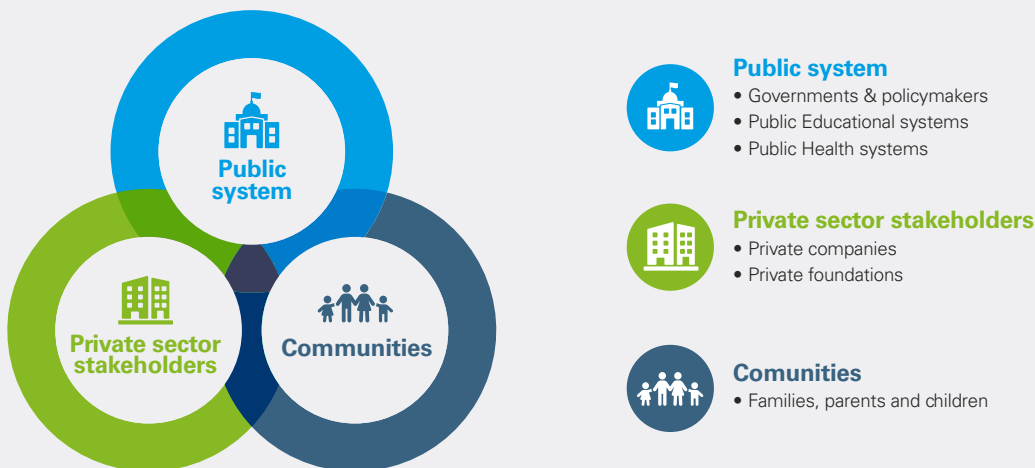 Public
system
Private sector
stakeholders
Communities
Public system
• Governments & policymakers
• Public Educational systems
• Public Health systems
Private sector stakeholders
• Private companies
• Private foundations
Comunities
• Families, parents and children